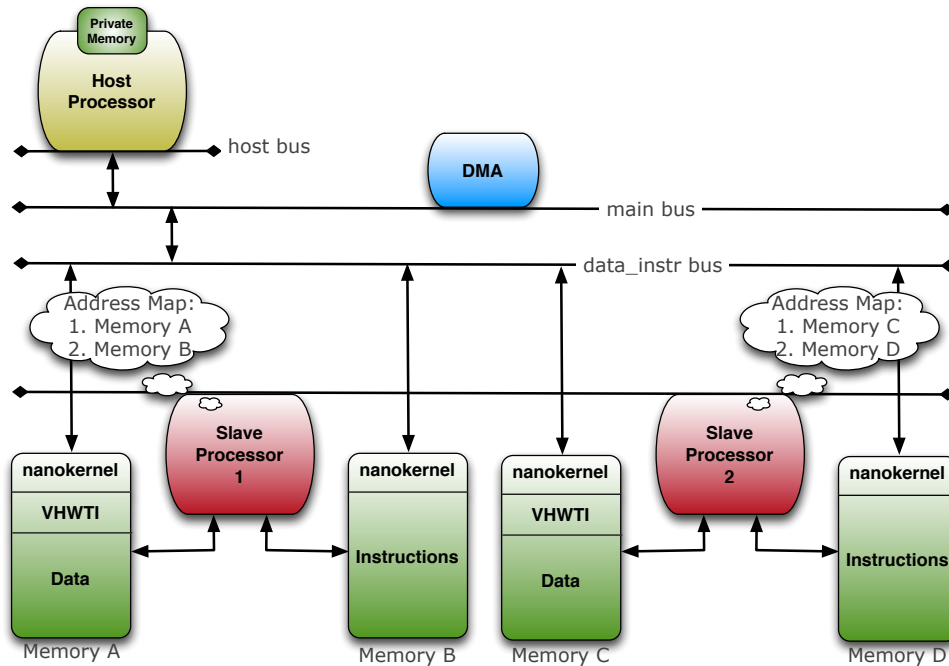 Private
Memory
Host
Processor
host bus
DMA
main bus
data_instr bus
Address Map:
1. Memory A
2. Memory B
Address Map:
1. Memory C
2. Memory D
Slave
Processor
1
Slave
Processor
2
nanokernel
VHWTI
Data
Memory A
nanokernel
Instructions
Memory B
nanokernel
VHWTI
Data
Memory C
nanokernel
Instructions
Memory D